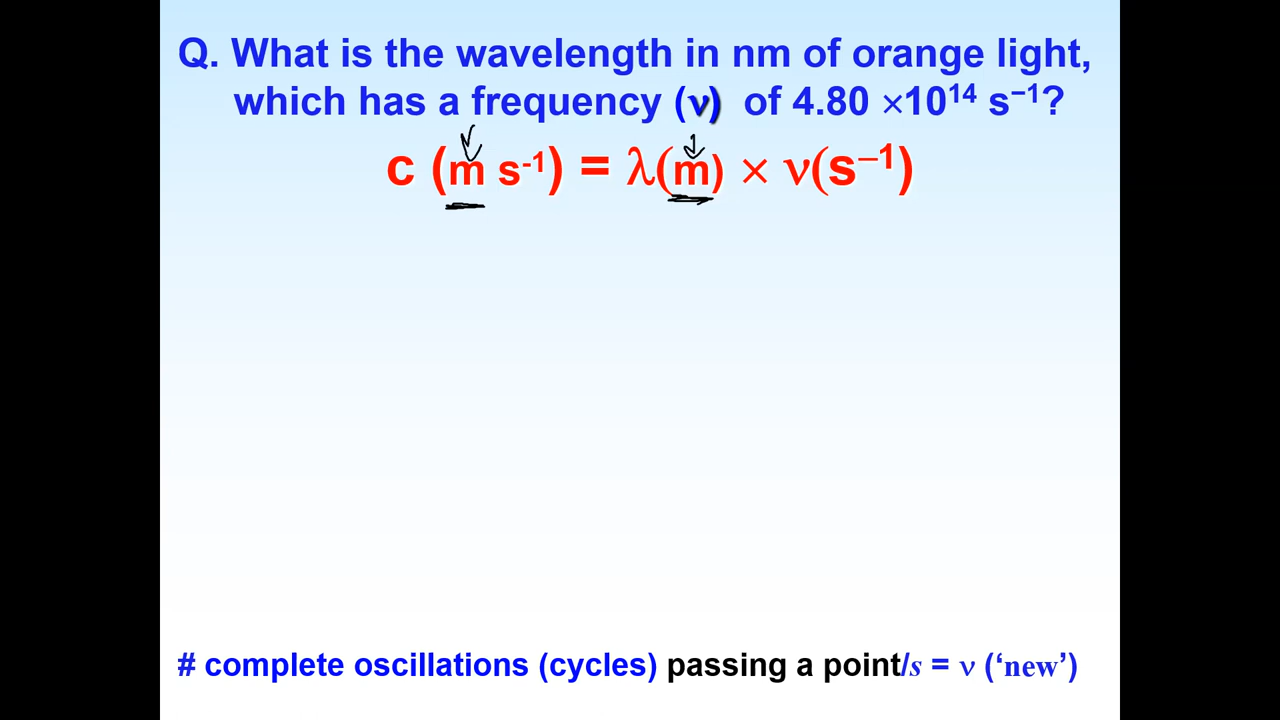 Q. What is the wavelength in nm of orange light,
which has a frequency (ν) of 4.80 ×10¹⁴ s⁻¹?
c (m s⁻¹) = λ(m) × ν(s⁻¹)
# complete oscillations (cycles) passing a point/s = ν (‘new’)